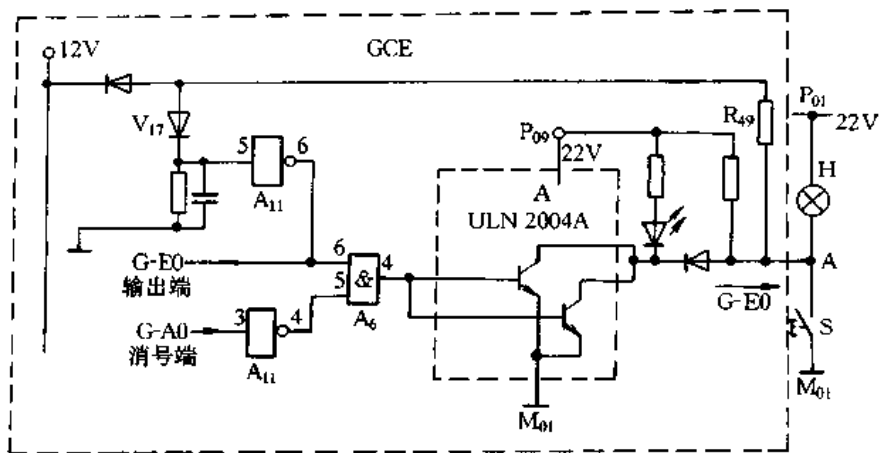 12V
GCE
V17
5
6
A11
P09
22V
R49
P01
22V
H
A
ULN 2004A
G-E0
输出端
6
5
4
&
A6
G-A0
消号端
3
4
A11
A
G-E0
S
M01
M01